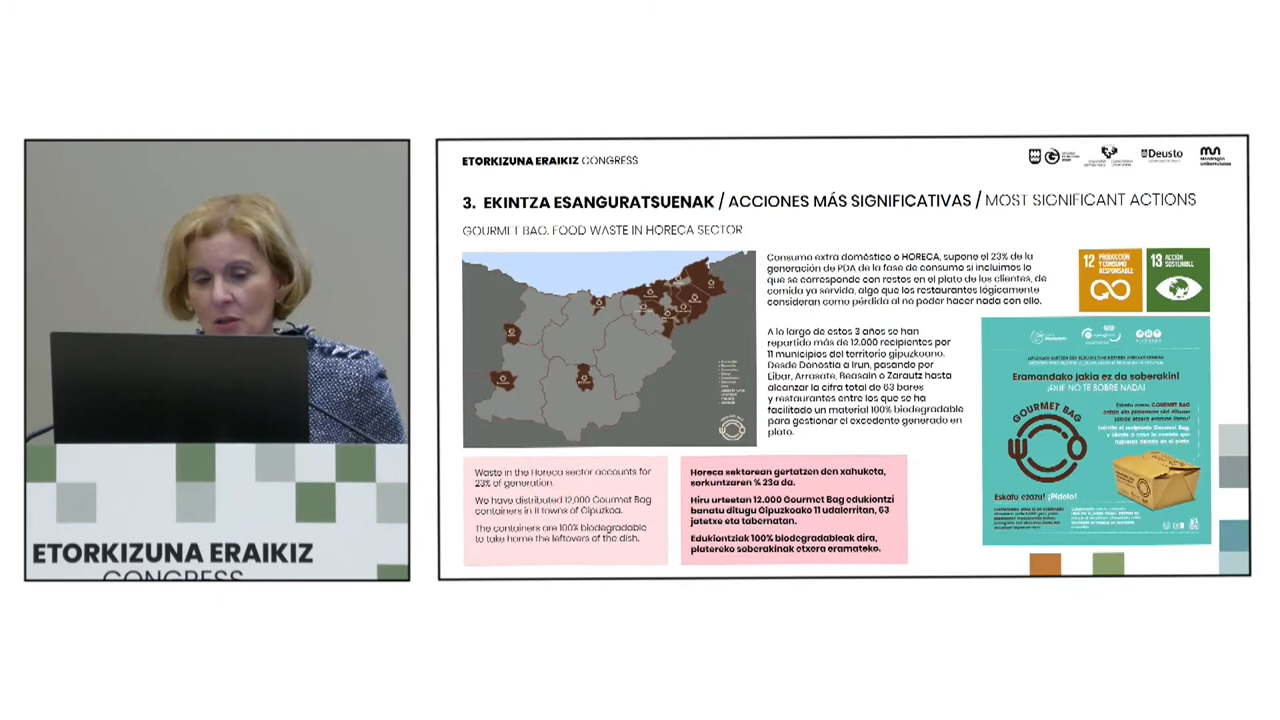 ETORKIZUNA ERAIKIZ CONGRESS
Deusto
3. EKINTZA ESANGURATSUENAK / ACCIONES MÁS SIGNIFICATIVAS / MOST SIGNIFICANT ACTIONS
GOURMET BAG. FOOD WASTE IN HORECA SECTOR
Consumo extra doméstico o HORECA, supone el 23% de la
generación de PDA de la fase de consumo si incluimos lo
que se corresponde con restos en el plato de los clientes, de
comida ya servida, algo que los restaurantes lógicamente
consideran como pérdida al no poder hacer nada con ello.
12 PRODUCCIÓN
Y CONSUMO
RESPONSABLE
13 ACCIÓN
SOSTENIBLE
A lo largo de estos 3 años se han
repartido más de 12.000 recipientes por
11 municipios del territorio gipuzkoano.
Desde Donostia a Irun, pasando por
Eibar, Arrasate, Beasain o Zarautz hasta
alcanzar la cifra total de 63 bares
y restaurantes entre los que se ha
facilitado un material 100% biodegradable
para gestionar el excedente generado en
plato.
Eramandako jakia ez da soberakin!
¡QUE NO TE SOBRE NADA!
GOURMET BAG
Eskatu ezazu! ¡Pídelo!
Waste in the Horeca sector accounts for
23% of generation.
We have distributed 12,000 Gourmet Bag
containers in 11 towns of Gipuzkoa.
The containers are 100% biodegradable
to take home the leftovers of the dish.
Horeca sektorean gertatzen den xahuketa,
sorkuntzaren % 23a da.
Hiru urteetan 12.000 Gourmet Bag edukiontzi
banatu ditugu Gipuzkoako 11 udalerritan, 63
jatetxe eta tabernatan.
Edukiontziak 100% biodegradableak dira,
platereko soberakinak etxera eramateko.
ETORKIZUNA ERAIKIZ
CONGRESS